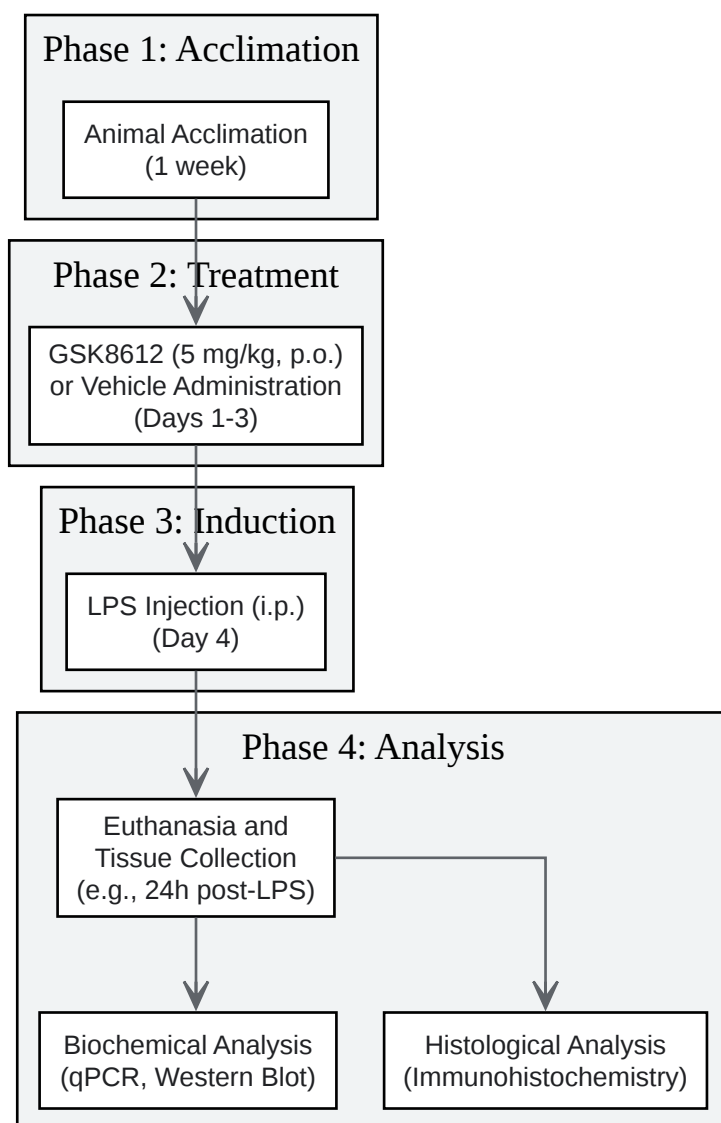 Phase 1: Acclimation
Animal Acclimation
(1 week)
Phase 2: Treatment
GSK8612 (5 mg/kg, p.o.)
or Vehicle Administration
(Days 1-3)
Phase 3: Induction
LPS Injection (i.p.)
(Day 4)
Phase 4: Analysis
Euthanasia and
Tissue Collection
(e.g., 24h post-LPS)
Biochemical Analysis
(qPCR, Western Blot)
Histological Analysis
(Immunohistochemistry)